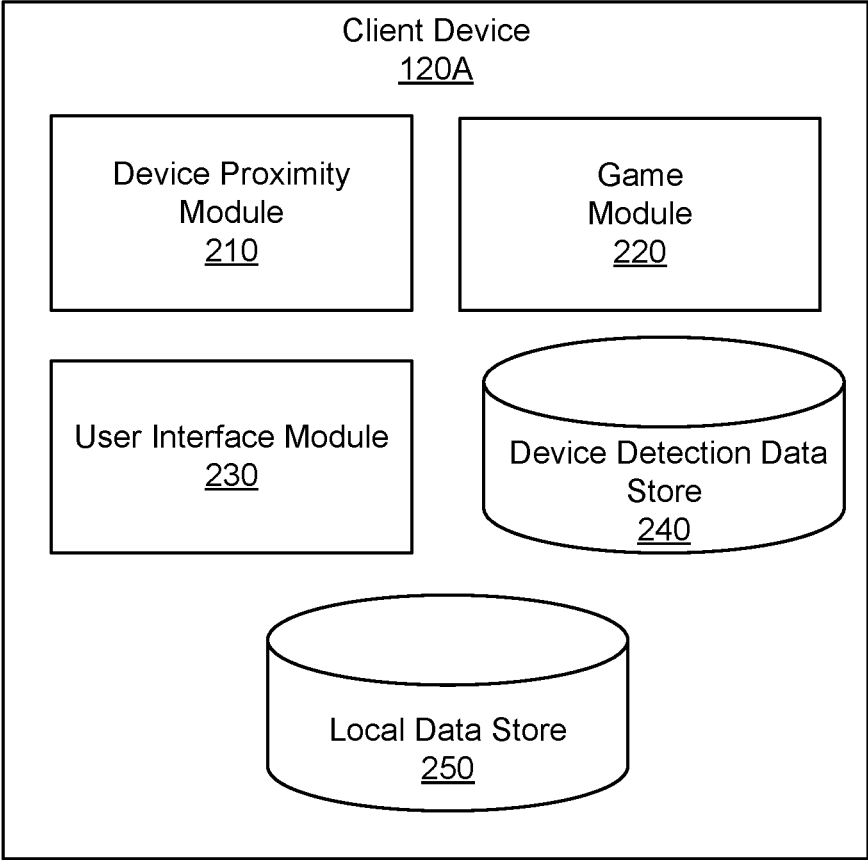 Client Device
120A
Device Proximity
Module
210
Game
Module
220
User Interface Module
230
Device Detection Data
Store
240
Local Data Store
250